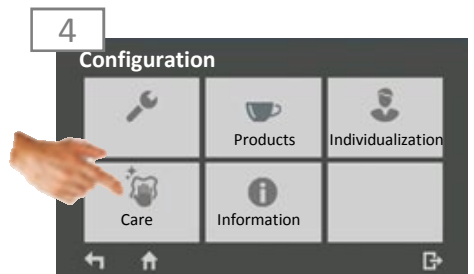 4
Configuration
Products
Individualization
Care
Information